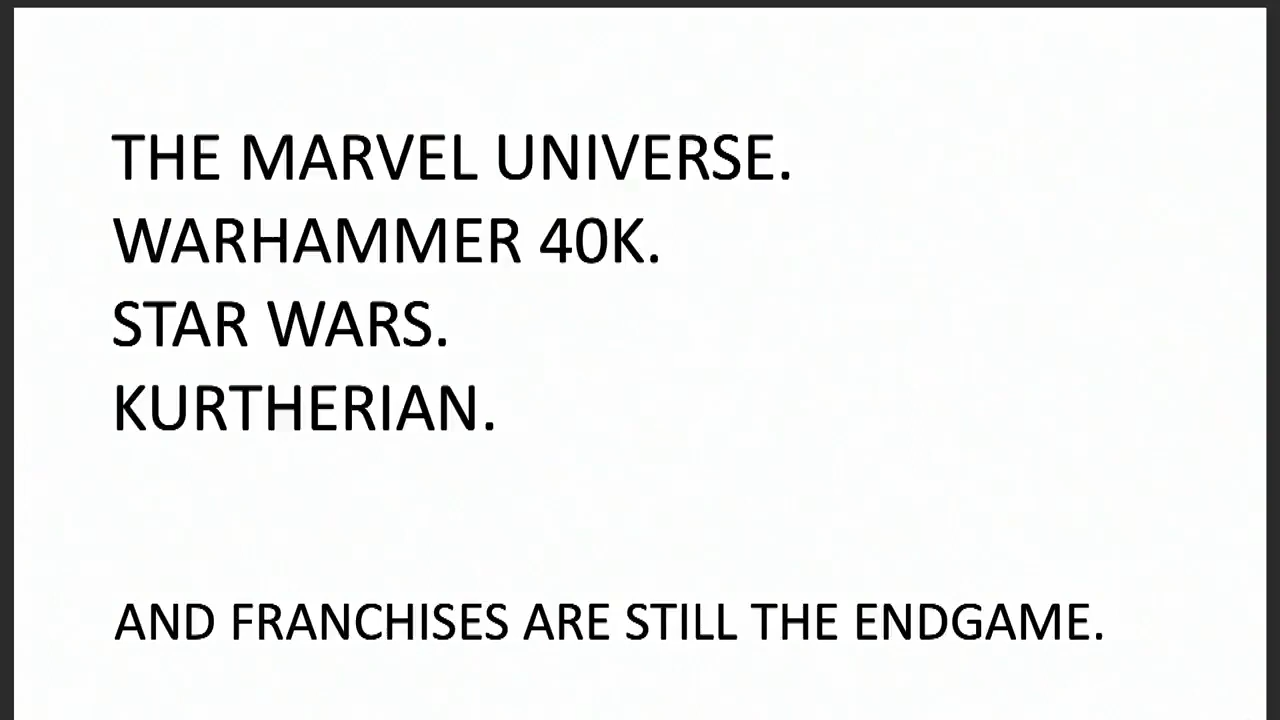 THE MARVEL UNIVERSE.
WARHAMMER 40K.
STAR WARS.
KURTHERIAN.
AND FRANCHISES ARE STILL THE ENDGAME.